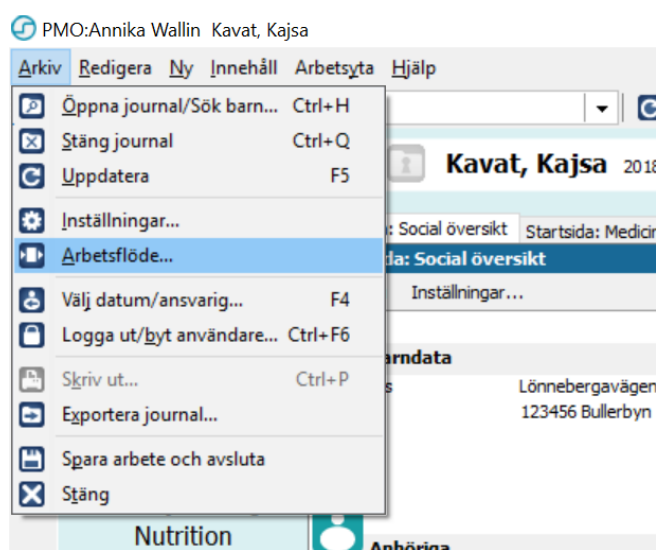 PMO:Annika Wallin Kavat, Kajsa
Arkiv Redigera Ny Innehåll Arbetsyta Hjälp
Öppna journal/Sök barn... Ctrl+H
Stäng journal Ctrl+Q
Uppdatera F5
Inställningar...
Arbetsflöde...
Välj datum/ansvarig... F4
Logga ut/byt användare... Ctrl+F6
Skriv ut... Ctrl+P
Exportera journal...
Spara arbete och avsluta
Stäng
Kavat, Kajsa 2018
: Social översikt Startsida: Medicin
da: Social översikt
Inställningar...
arndata
s Lönnebergavägen
123456 Bullerbyn
Nutrition
Anhöriga